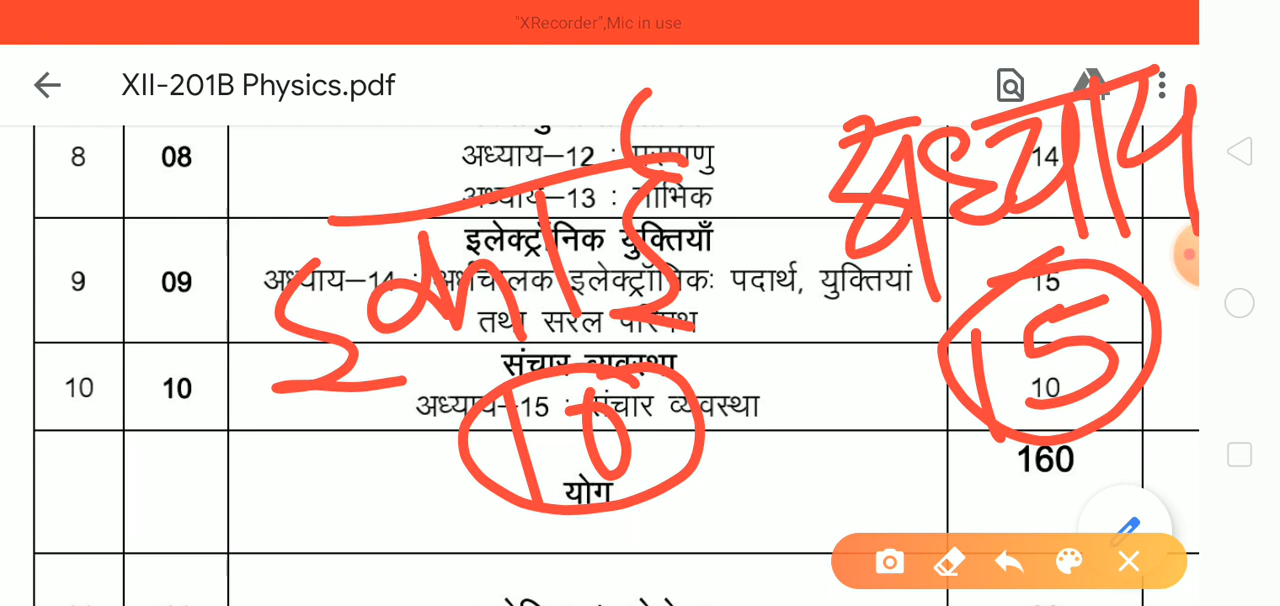 "XRecorder",Mic in use
XII-201B Physics.pdf
8 08 अध्याय–12 : परमाणु 14
अध्याय–13 : नाभिक
इलेक्ट्रॉनिक युक्तियाँ
9 09 अध्याय–14 : अर्धचालक इलेक्ट्रॉनिकः पदार्थ, युक्तियां 15
तथा सरल परिपथ
संचार व्यवस्था
10 10 अध्याय–15 : संचार व्यवस्था 10
160
योग
इकाई
10
अध्याय
15